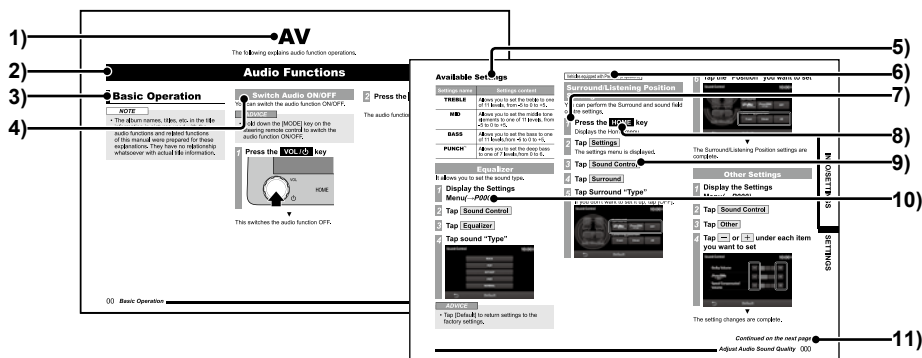 1)
AV
The following explains audio function operations.
2)
Audio Functions
3)
Basic Operation
NOTE
• The album names, titles, etc. in the title
audio functions and related functions
of this manual were prepared for these
explanations. They have no relationship
whatsoever with actual title information.
4)
Switch Audio ON/OFF
You can switch the audio function ON/OFF.
ADVICE
• Hold down the [MODE] key on the
steering remote control to switch the
audio function ON/OFF.
1 Press the VOL/⏻ key
VOL
HOME
▼
This switches the audio function OFF.
2 Press the
The audio function
00 Basic Operation
5)
Available Settings
Settings name Settings content
TREBLE Allows you to set the treble to one
of 11 levels, from -5 to 0 to +5.
MID Allows you to set the middle tone
elements to one of 11 levels, from
-5 to 0 to +5.
BASS Allows you to set the bass to one
of 11 levels, from -5 to 0 to +5.
PUNCH Allows you to set the deep bass
to one of 7 levels, from 0 to 6.
Equalizer
It allows you to set the sound type.
1 Display the Settings
Menu(→P000)
10)
2 Tap Sound Control
3 Tap Equalizer
4 Tap sound “Type”
Default
ADVICE
• Tap [Default] to return settings to the
factory settings.
6)
Vehicles equipped with
Surround/Listening Position
7)
You can perform the Surround and sound field
settings.
1 Press the HOME key
8)
Displays the Home menu.
2 Tap Settings
The settings menu is displayed.
3 Tap Sound Control
9)
4 Tap Surround
5 Tap Surround “Type”
If you don't want to set it up, tap [OFF].
Default
6 Tap the “Position” you want to set
▼
The Surround/Listening Position settings are
complete.
Other Settings
1 Display the Settings
Menu(→P000)
2 Tap Sound Control
3 Tap Other
4 Tap − or + under each item
you want to set
Default
▼
The setting changes are complete.
INFO/SETTINGS
SETTINGS
Continued on the next page
11)
Adjust Audio Sound Quality 000